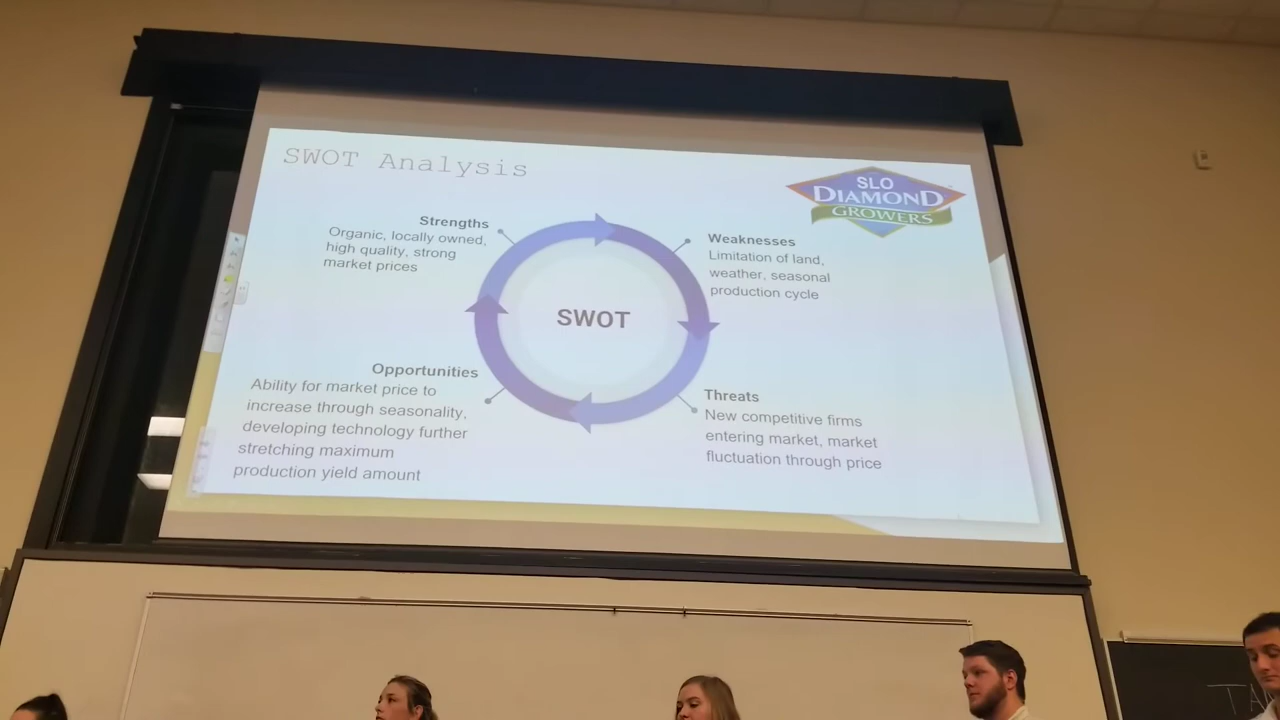 SWOT Analysis
SLO
DIAMOND
GROWERS
Strengths
Organic, locally owned,
high quality, strong
market prices
Weaknesses
Limitation of land,
weather, seasonal
production cycle
SWOT
Opportunities
Ability for market price to
increase through seasonality,
developing technology further
stretching maximum
production yield amount
Threats
New competitive firms
entering market, market
fluctuation through price